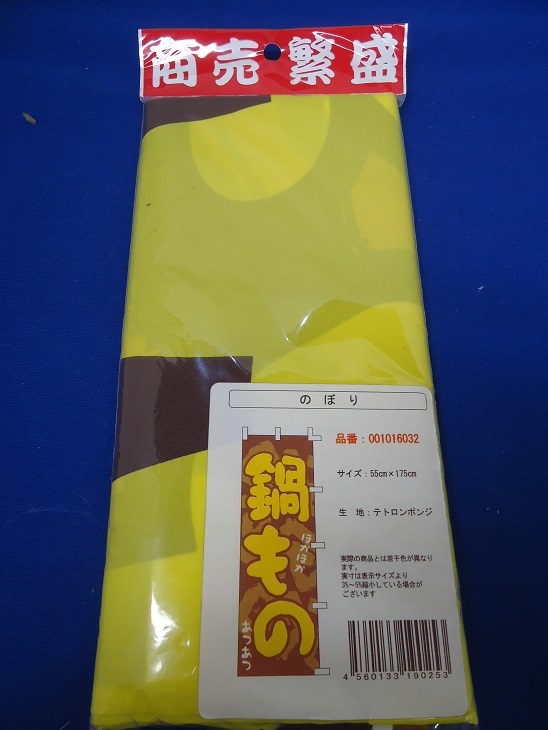 商売繁盛
のぼり
品番：001016032
サイズ：55cm×175cm
生 地：テトロンポンジ
鍋もの
ほかほか
あつあつ
実際の商品とは若干色が異なり
ます。
実寸は表示サイズより
3%～5%縮小している場合が
ございます
4 560133 190253